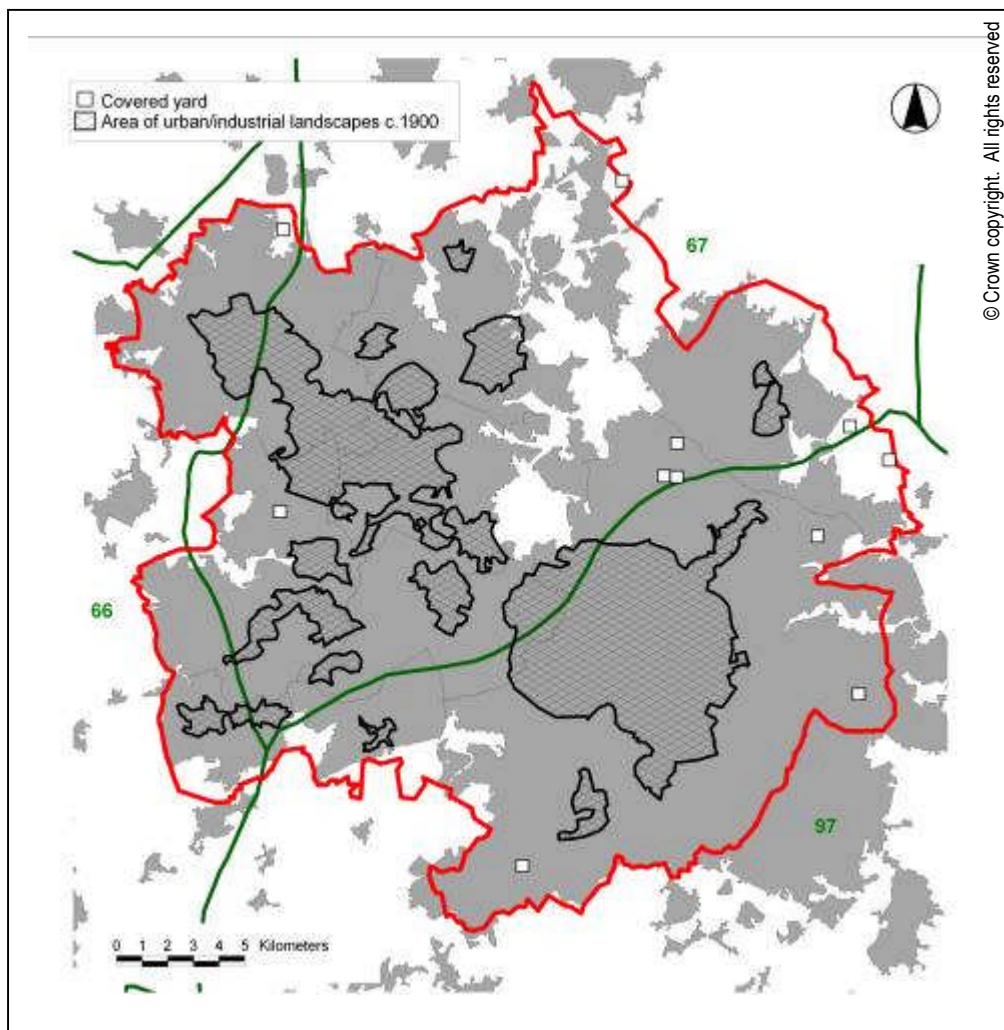 Covered yard
Area of urban/industrial landscapes c.1900
© Crown copyright. All rights reserved
67
66
97
0 1 2 3 4 5 Kilometers